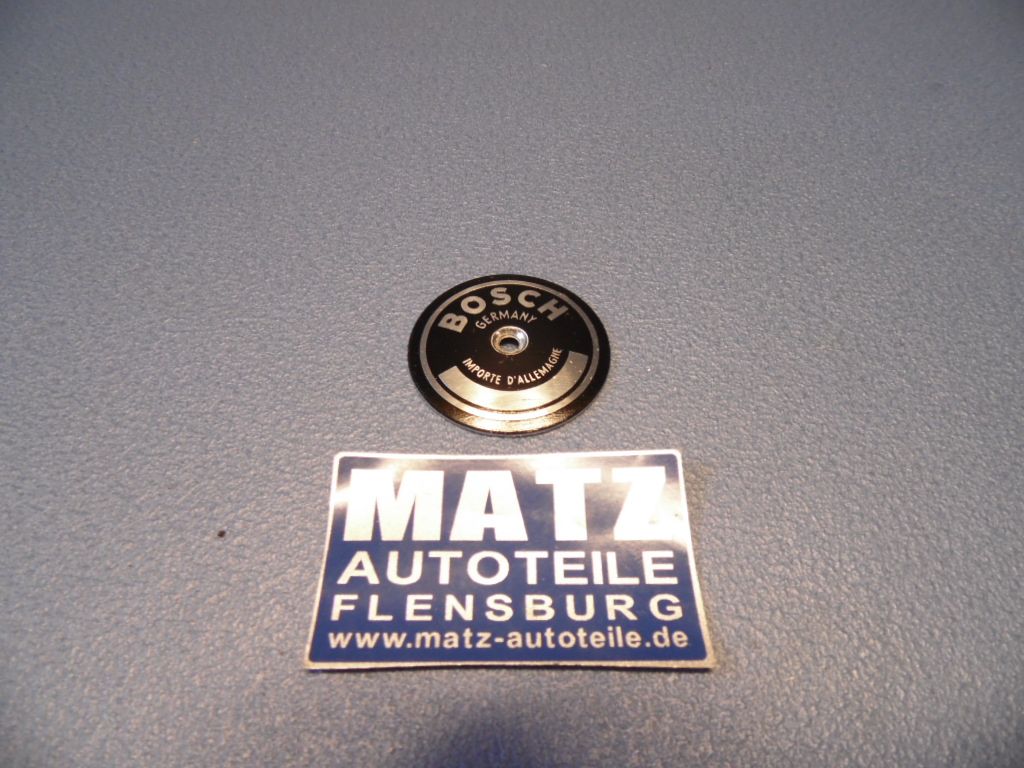 BOSCH
GERMANY
IMPORTE D'ALLEMAGNE
MATZ
AUTOTEILE
FLENSBURG
www.matz-autoteile.de